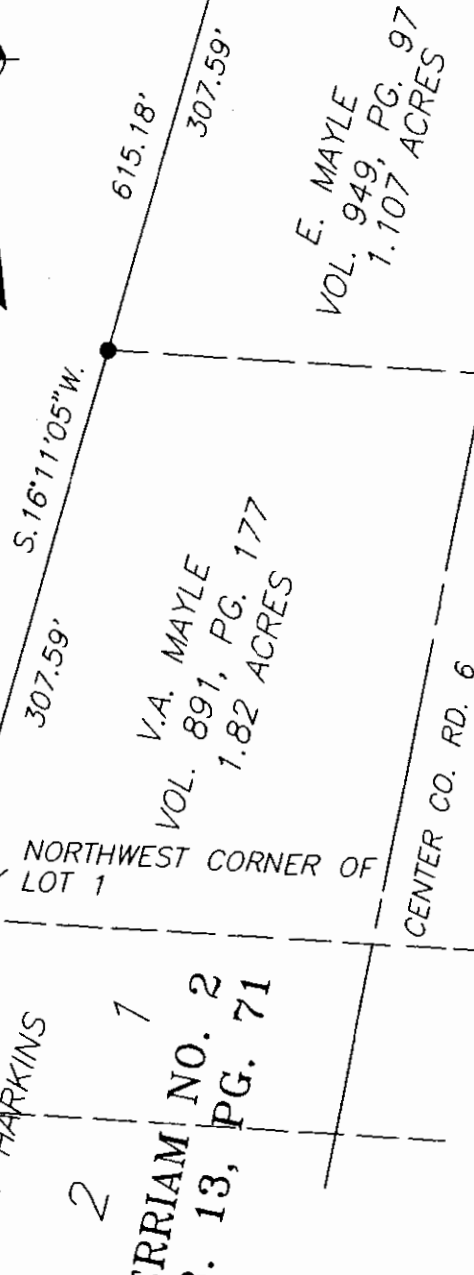 615.18'
307.59'
E. MAYLE
VOL. 949, PG. 97
1.107 ACRES
S.16°11'05"W.
307.59'
V.A. MAYLE
VOL. 891, PG. 177
1.82 ACRES
CENTER CO. RD. 6
NORTHWEST CORNER OF
LOT 1
HARKINS
1
2
NO. 2
13, PG. 71